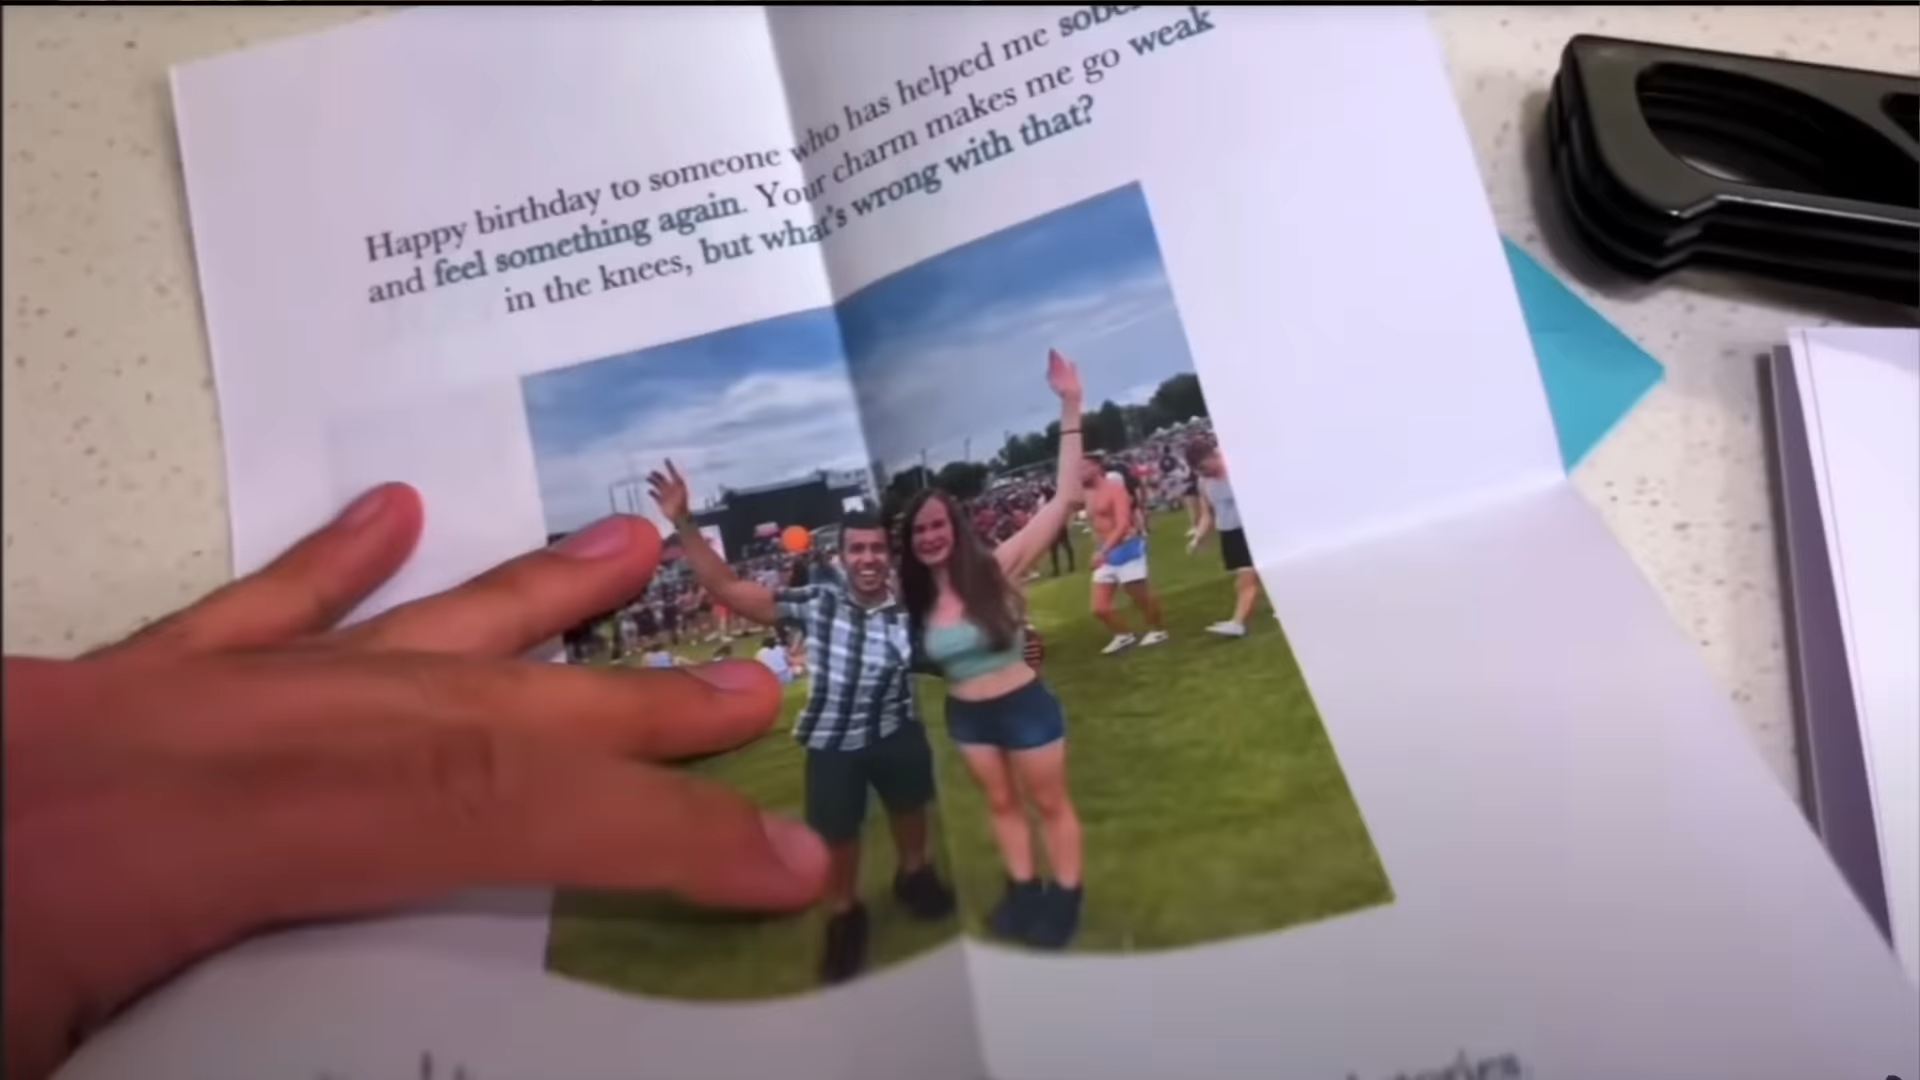 Happy birthday to someone who has helped me
and feel something again. Your charm makes me go weak
in the knees, but what's wrong with that?